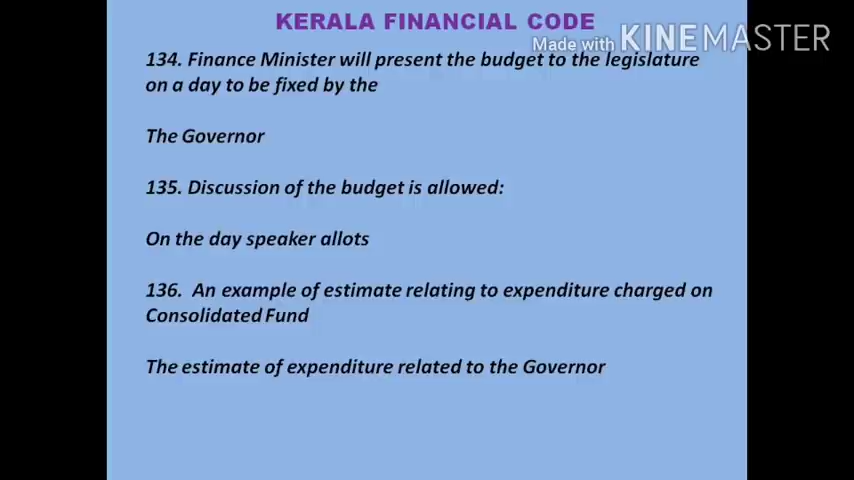 KERALA FINANCIAL CODE
Made with KINEMASTER
134. Finance Minister will present the budget to the legislature
on a day to be fixed by the
The Governor
135. Discussion of the budget is allowed:
On the day speaker allots
136. An example of estimate relating to expenditure charged on
Consolidated Fund
The estimate of expenditure related to the Governor